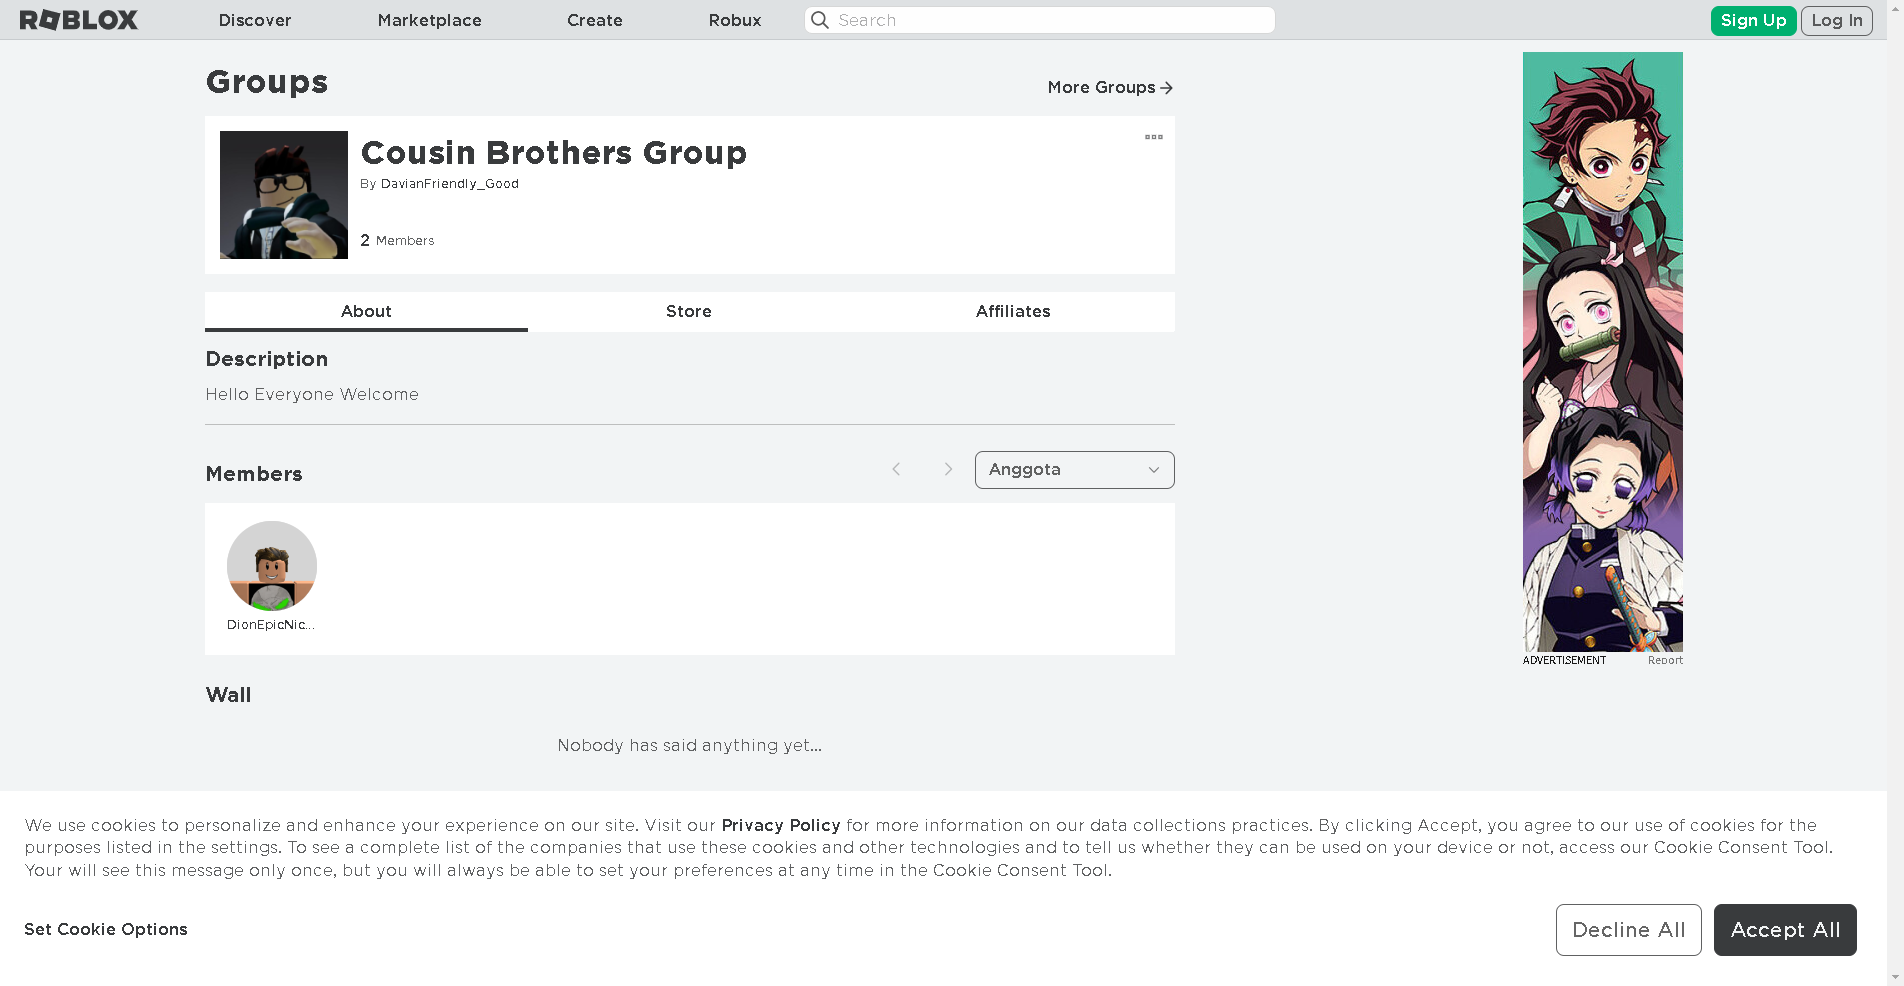 ROBLOX
Discover
Marketplace
Create
Robux
Search
Sign Up
Log In
Groups
More Groups
Cousin Brothers Group
By DavianFriendly_Good
2 Members
About
Store
Affiliates
Description
Hello Everyone Welcome
Members
Anggota
DionEpicNic...
Wall
Nobody has said anything yet...
ADVERTISEMENT
Report
We use cookies to personalize and enhance your experience on our site. Visit our Privacy Policy for more information on our data collections practices. By clicking Accept, you agree to our use of cookies for the
purposes listed in the settings. To see a complete list of the companies that use these cookies and other technologies and to tell us whether they can be used on your device or not, access our Cookie Consent Tool.
Your will see this message only once, but you will always be able to set your preferences at any time in the Cookie Consent Tool.
Set Cookie Options
Decline All
Accept All